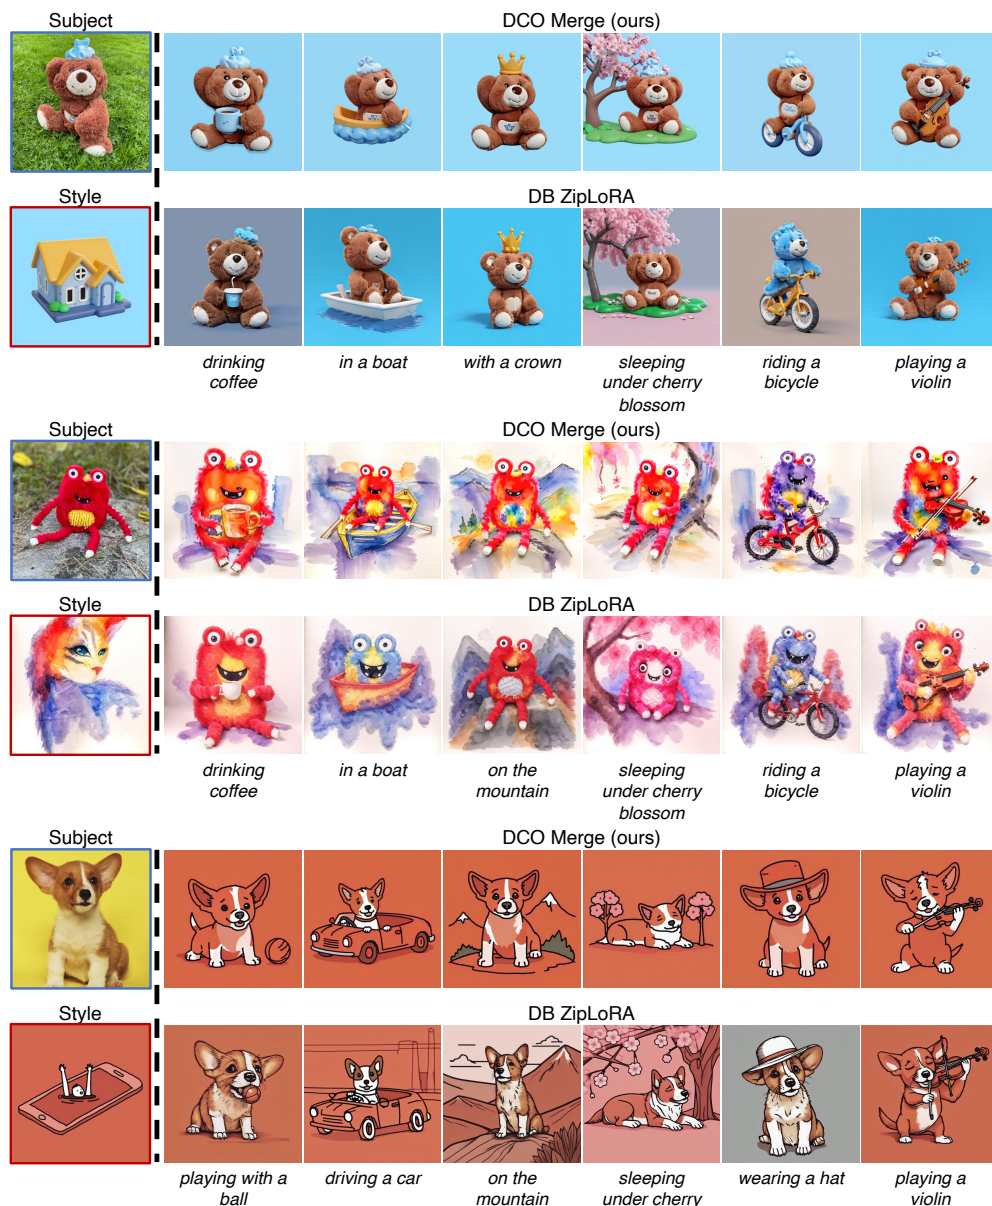 Subject
DCO Merge (ours)
Style
DB ZipLoRA
drinking
coffee
in a boat
with a crown
sleeping
under cherry
blossom
riding a
bicycle
playing a
violin
Subject
DCO Merge (ours)
Style
DB ZipLoRA
drinking
coffee
in a boat
on the
mountain
sleeping
under cherry
blossom
riding a
bicycle
playing a
violin
Subject
DCO Merge (ours)
Style
DB ZipLoRA
playing with a
ball
driving a car
on the
mountain
sleeping
under cherry
wearing a hat
playing a
violin